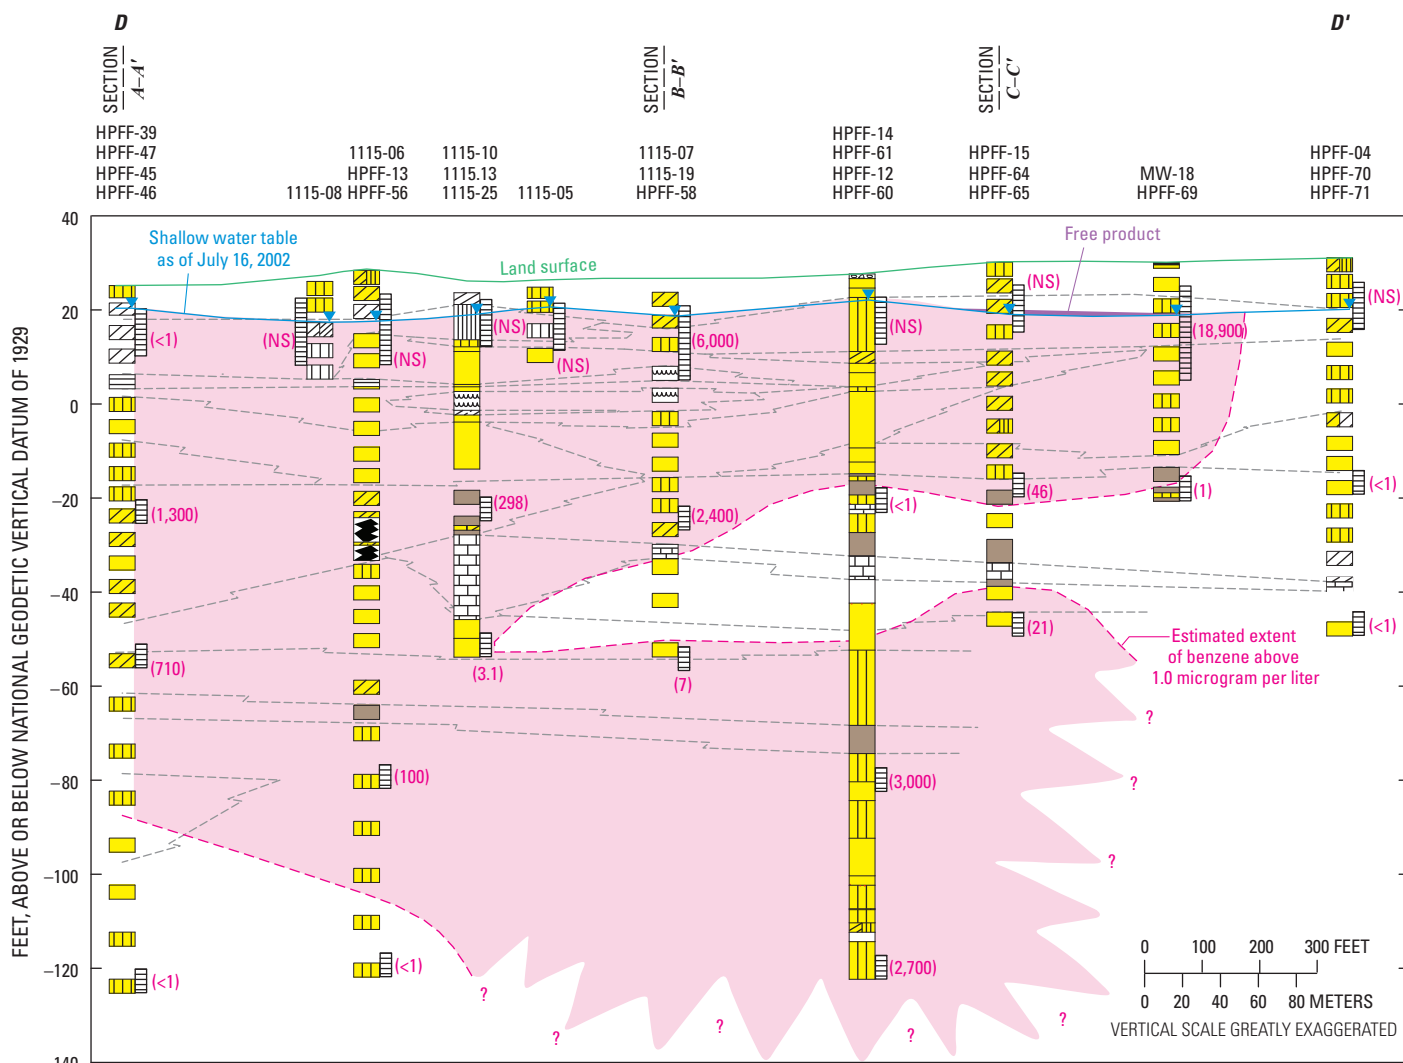 D
D'
SECTION
A–A'
SECTION
B–B'
SECTION
C–C'
HPFF-39
HPFF-47
HPFF-45
HPFF-46
1115-08
1115-06
HPFF-13
HPFF-56
1115-10
1115.13
1115-25
1115-05
1115-07
1115-19
HPFF-58
HPFF-14
HPFF-61
HPFF-12
HPFF-60
HPFF-15
HPFF-64
HPFF-65
MW-18
HPFF-69
HPFF-04
HPFF-70
HPFF-71
FEET, ABOVE OR BELOW NATIONAL GEODETIC VERTICAL DATUM OF 1929
40
20
0
−20
−40
−60
−80
−100
−120
−140
Shallow water table
as of July 16, 2002
Land surface
Free product
(<1)
(1,300)
(710)
(<1)
(NS)
(NS)
(100)
(<1)
(NS)
(298)
(3.1)
(NS)
(6,000)
(2,400)
(7)
(NS)
(<1)
(3,000)
(2,700)
(NS)
(46)
(21)
(18,900)
(1)
(NS)
(<1)
(<1)
Estimated extent
of benzene above
1.0 microgram per liter
?
?
?
?
?
?
?
?
0 100 200 300 FEET
0 20 40 60 80 METERS
VERTICAL SCALE GREATLY EXAGGERATED